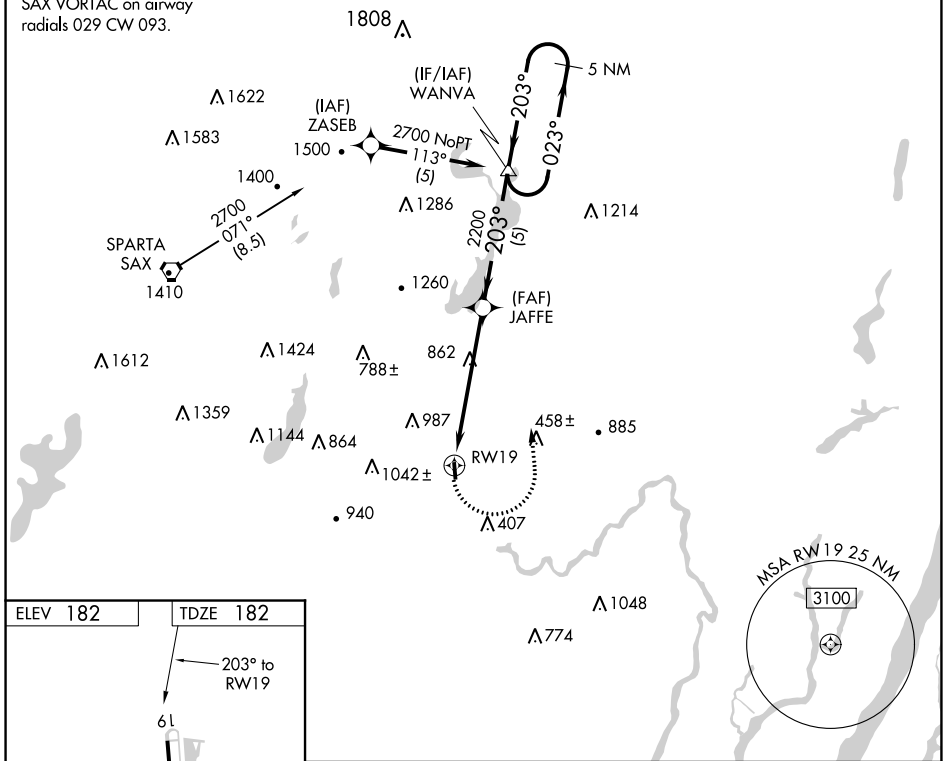 SAX VORTAC on airway
radials 029 CW 093.
1808
(IF/IAF)
WANVA
5 NM
203°
023°
1622
(IAF)
ZASEB
1583
1500
2700 NoPT
113°
(5)
1400
1286
1214
2700
071°
(8.5)
2200
203°
(5)
SPARTA
SAX
1410
1260
(FAF)
JAFFE
1612
1424
788±
862
1359
987
458±
885
1144
864
RW19
1042±
940
407
MSA RW19 25 NM
3100
1048
774
ELEV 182
TDZE 182
203° to
RW19
19